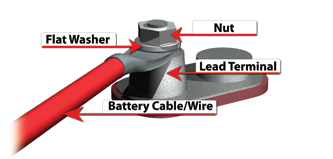 Nut
Flat Washer
Lead Terminal
Battery Cable/Wire